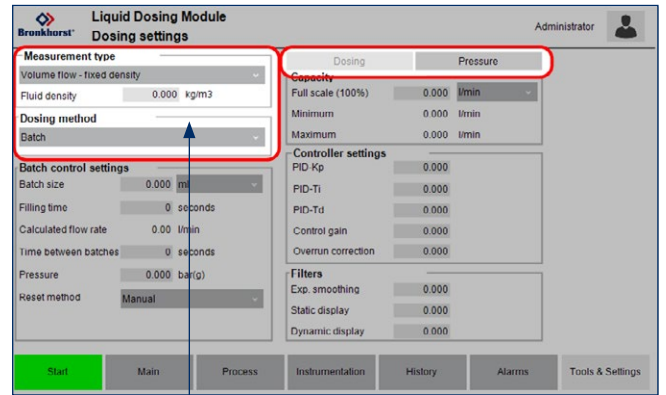 Bronkhorst
Liquid Dosing Module
Dosing settings
Administrator
Measurement type
Volume flow - fixed density
Fluid density 0.000 kg/m3
Dosing method
Batch
Batch control settings
Batch size 0.000 ml
Filling time 0 seconds
Calculated flow rate 0.00 l/min
Time between batches 0 seconds
Pressure 0.000 bar(g)
Reset method Manual
Dosing Pressure
Capacity
Full scale (100%) 0.000 l/min
Minimum 0.000 l/min
Maximum 0.000 l/min
Controller settings
PID-Kp 0.000
PID-Ti 0.000
PID-Td 0.000
Control gain 0.000
Overrun correction 0.000
Filters
Exp. smoothing 0.000
Static display 0.000
Dynamic display 0.000
Start Main Process Instrumentation History Alarms Tools & Settings